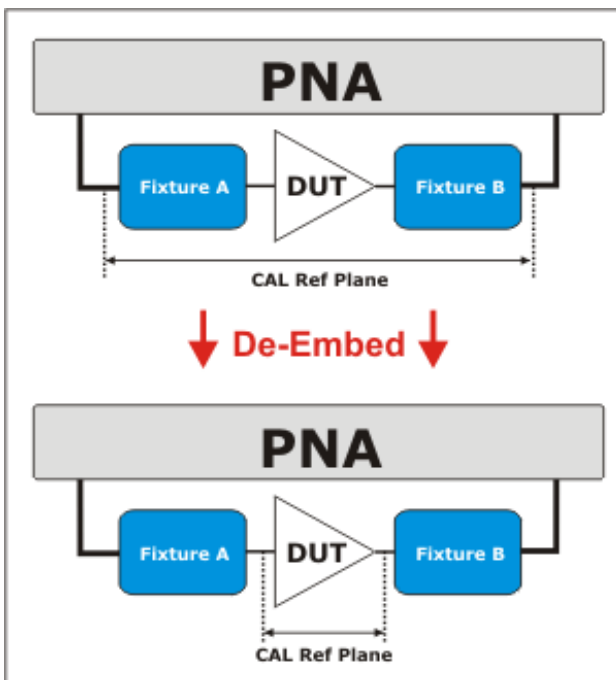 PNA
Fixture A DUT Fixture B
CAL Ref Plane
De-Embed
PNA
Fixture A DUT Fixture B
CAL Ref Plane